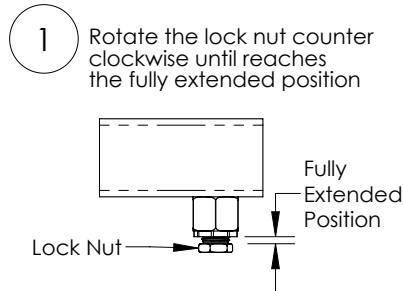 1
Rotate the lock nut counter
clockwise until reaches
the fully extended position
Fully
Extended
Position
Lock Nut